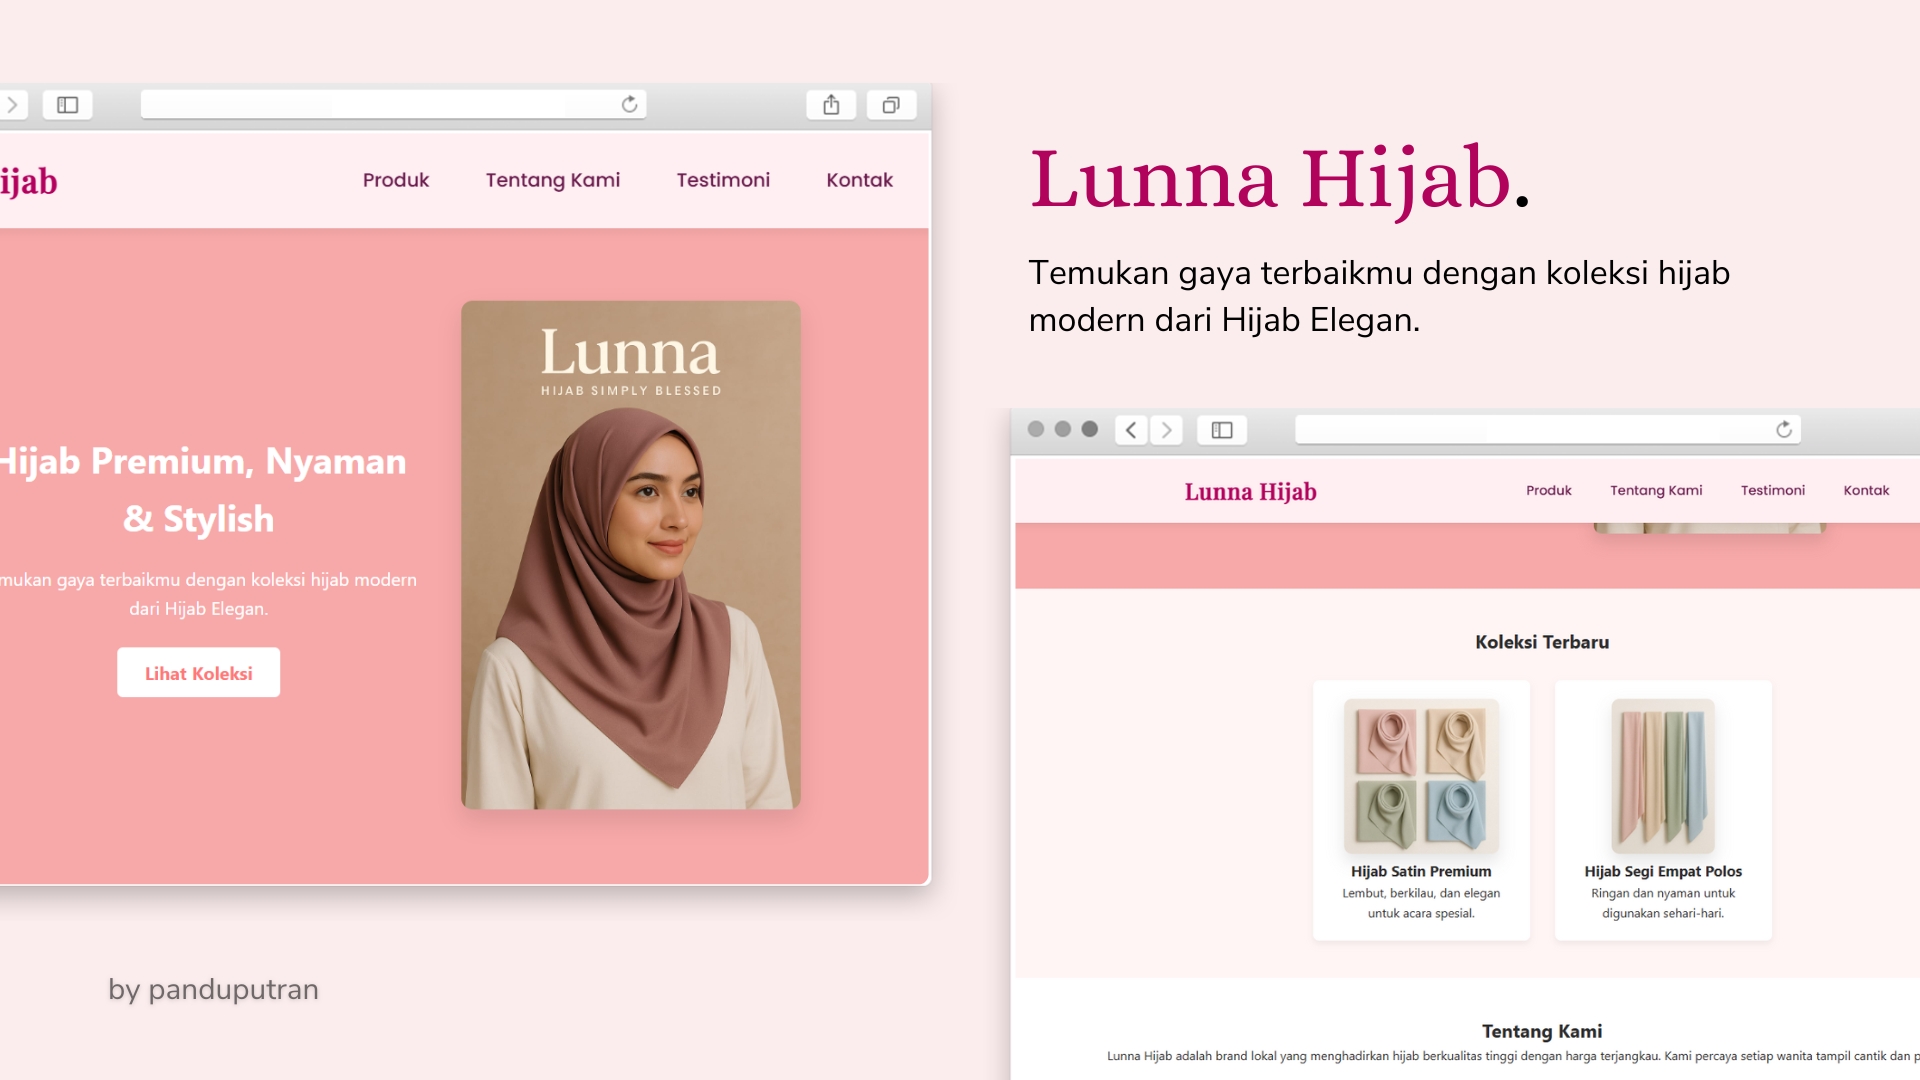 ijab
Produk Tentang Kami Testimoni Kontak
Lunna
HIJAB SIMPLY BLESSED
Hijab Premium, Nyaman
& Stylish
mukan gaya terbaikmu dengan koleksi hijab modern
dari Hijab Elegan.
Lihat Koleksi
by panduputran
Lunna Hijab.
Temukan gaya terbaikmu dengan koleksi hijab
modern dari Hijab Elegan.
Lunna Hijab
Produk Tentang Kami Testimoni Kontak
Koleksi Terbaru
Hijab Satin Premium
Lembut, berkilau, dan elegan
untuk acara spesial.
Hijab Segi Empat Polos
Ringan dan nyaman untuk
digunakan sehari-hari.
Tentang Kami
Lunna Hijab adalah brand lokal yang menghadirkan hijab berkualitas tinggi dengan harga terjangkau. Kami percaya setiap wanita tampil cantik dan p